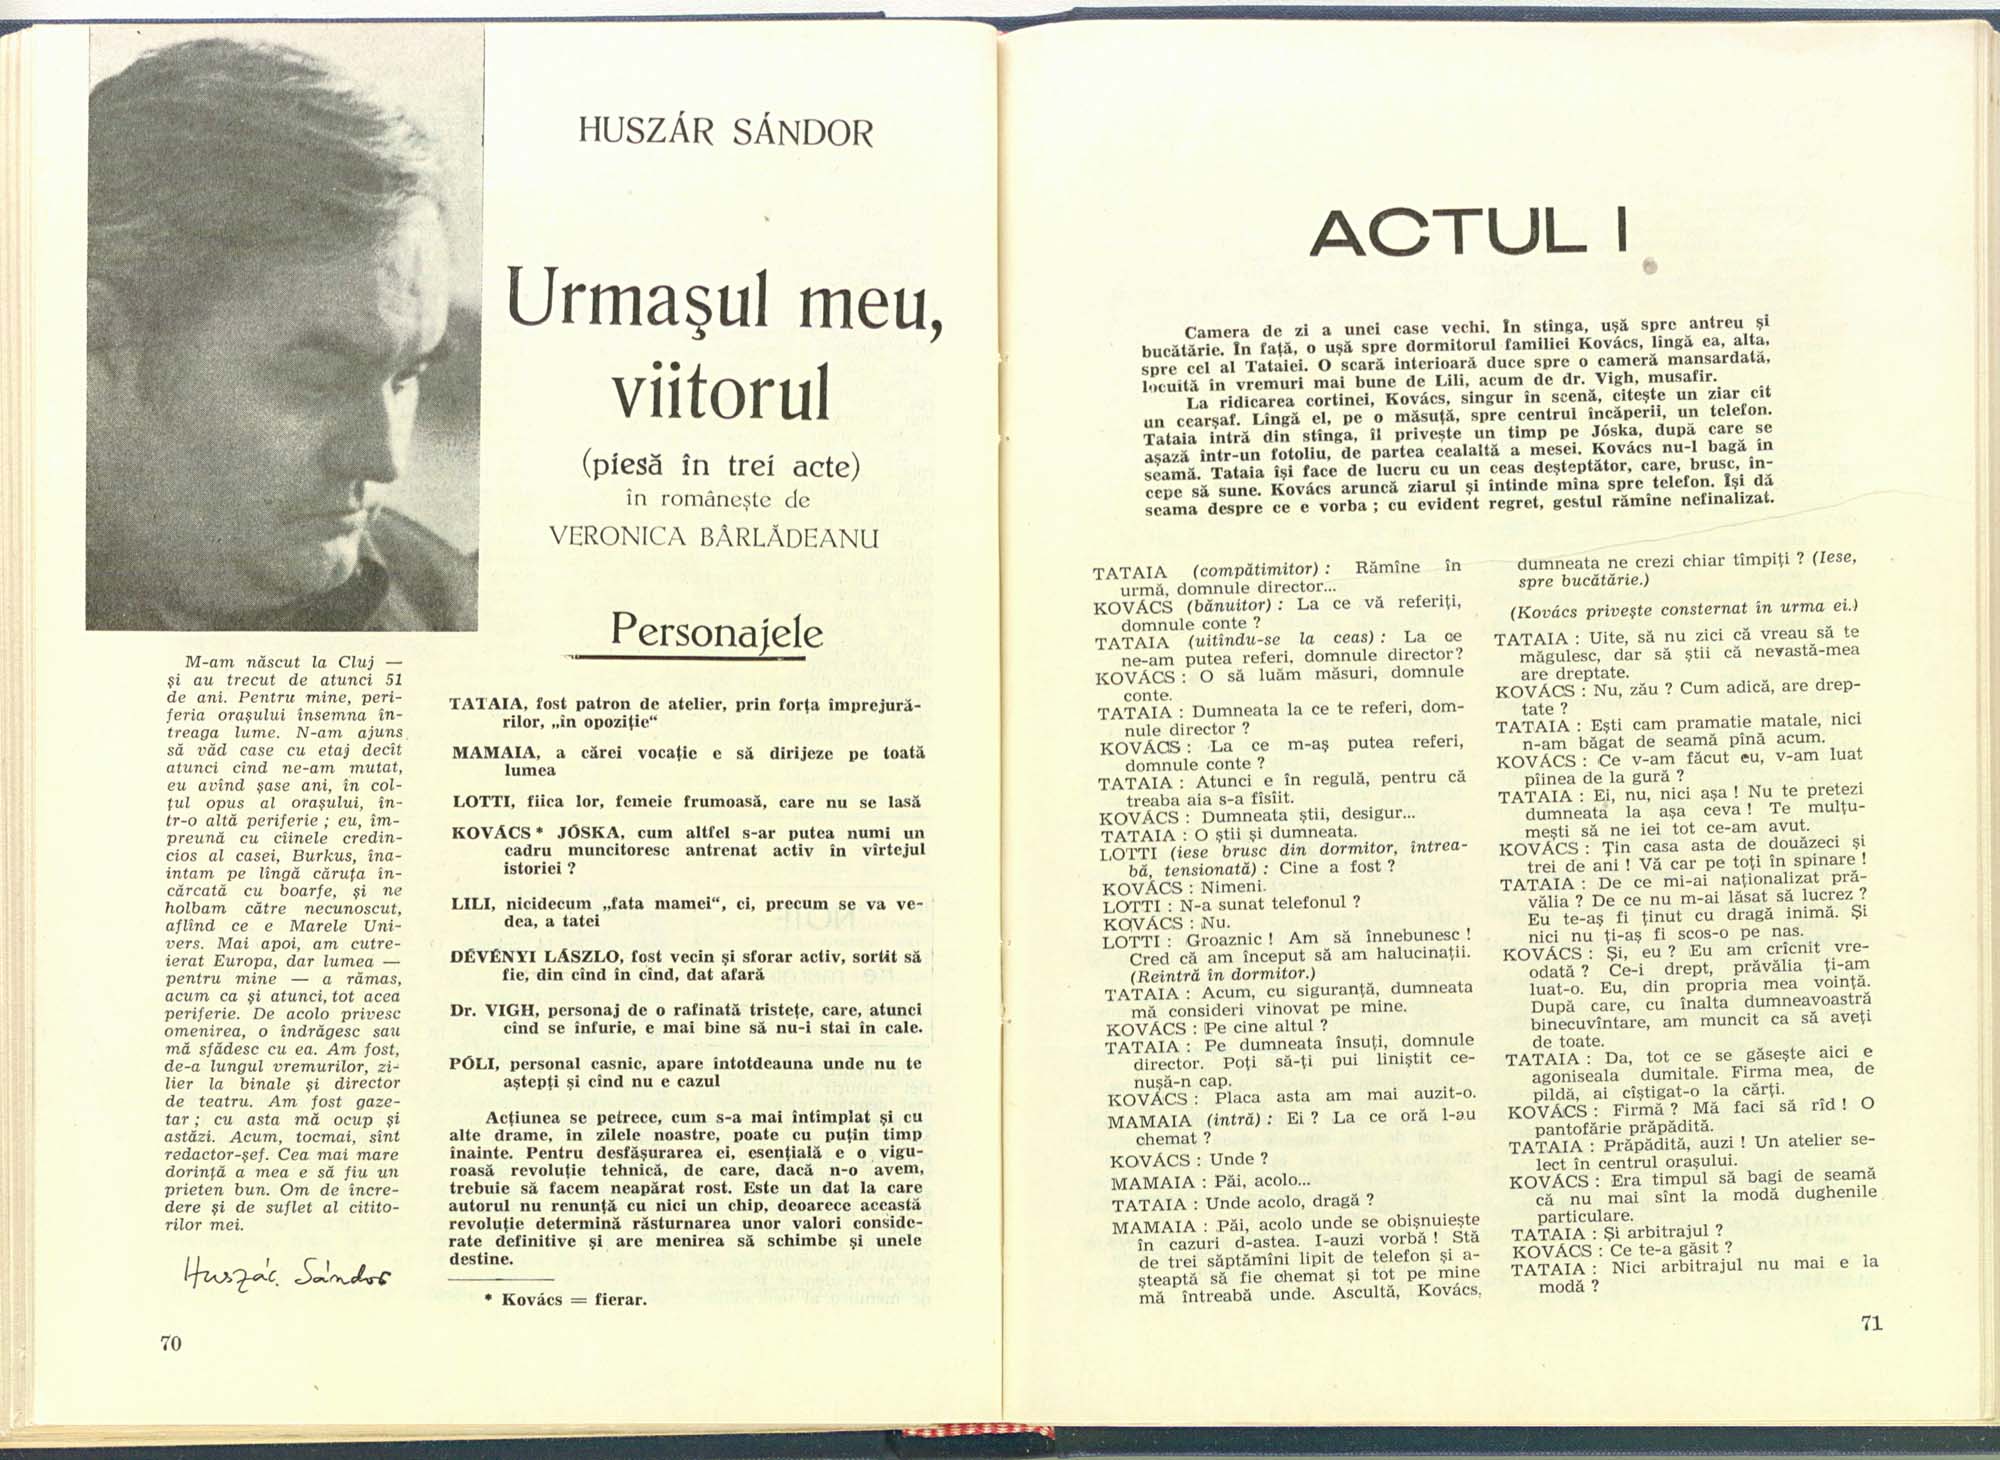 HUSZÁR SÁNDOR
Urmaşul meu,
viitorul
(piesă în trei acte)
în româneşte de
VERONICA BÂRLĂDEANU
Personajele
M-am născut la Cluj —
şi au trecut de atunci 51
de ani. Pentru mine, peri-
feria oraşului însemna în-
treaga lume. N-am ajuns
să văd case cu etaj decît
atunci cînd ne-am mutat,
eu avînd şase ani, în col-
ţul opus al oraşului, în-
tr-o altă periferie ; eu, îm-
preună cu cîinele credin-
cios al casei, Burkus, îna-
intam pe lîngă căruţa în-
cărcată cu boarfe, şi ne
holbam către necunoscut,
aflînd ce e Marele Uni-
vers. Mai apoi, am cutre-
ierat Europa, dar lumea —
pentru mine — a rămas,
acum ca şi atunci, tot acea
periferie. De acolo privesc
omenirea, o îndrăgesc sau
mă sfădesc cu ea. Am fost,
de-a lungul vremurilor, zi-
lier la binale şi director
de teatru. Am fost gaze-
tar ; cu asta mă ocup şi
astăzi. Acum, tocmai, sînt
redactor-şef. Cea mai mare
dorinţă a mea e să fiu un
prieten bun. Om de încre-
dere şi de suflet al citito-
rilor mei.
Huszár Sándor
TATAIA, fost patron de atelier, prin forţa împrejură-
rilor, „în opoziţie“
MAMAIA, a cărei vocaţie e să dirijeze pe toată
lumea
LOTTI, fiica lor, femeie frumoasă, care nu se lasă
KOVÁCS * JÓSKA, cum altfel s-ar putea numi un
cadru muncitoresc antrenat activ în vîrtejul
istoriei ?
LILI, nicidecum „fata mamei“, ci, precum se va ve-
dea, a tatei
DÉVÉNYI LÁSZLO, fost vecin şi sforar activ, sortit să
fie, din cînd în cînd, dat afară
Dr. VIGH, personaj de o rafinată tristeţe, care, atunci
cînd se înfurie, e mai bine să nu-i stai în cale.
PÓLI, personal casnic, apare întotdeauna unde nu te
aştepţi şi cînd nu e cazul
Acţiunea se petrece, cum s-a mai întîmplat şi cu
alte drame, în zilele noastre, poate cu puţin timp
înainte. Pentru desfăşurarea ei, esenţială e o vigu-
roasă revoluţie tehnică, de care, dacă n-o avem,
trebuie să facem neapărat rost. Este un dat la care
autorul nu renunţă cu nici un chip, deoarece această
revoluţie determină răsturnarea unor valori conside-
rate definitive şi are menirea să schimbe şi unele
destine.
* Kovács = fierar.
70
ACTUL I
Camera de zi a unei case vechi. În stînga, uşă spre antreu şi
bucătărie. În faţă, o uşă spre dormitorul familiei Kovács, lîngă ea, alta,
spre cel al Tataiei. O scară interioară duce spre o cameră mansardată,
locuită în vremuri mai bune de Lili, acum de dr. Vigh, musafir.
La ridicarea cortinei, Kovács, singur în scenă, citeşte un ziar cît
un cearşaf. Lîngă el, pe o măsuţă, spre centrul încăperii, un telefon.
Tataia intră din stînga, îl priveşte un timp pe Jóska, după care se
aşază într-un fotoliu, de partea cealaltă a mesei. Kovács nu-l bagă în
seamă. Tataia îşi face de lucru cu un ceas deşteptător, care, brusc, în-
cepe să sune. Kovács aruncă ziarul şi întinde mîna spre telefon. Îşi dă
seama despre ce e vorba ; cu evident regret, gestul rămîne nefinalizat.
TATAIA (compătimitor) : Rămîne în
urmă, domnule director...
KOVÁCS (bănuitor) : La ce vă referiţi,
domnule conte ?
TATAIA (uitîndu-se la ceas) : La ce
ne-am putea referi, domnule director?
KOVÁCS : O să luăm măsuri, domnule
conte.
TATAIA : Dumneata la ce te referi, dom-
nule director ?
KOVÁCS : La ce m-aş putea referi,
domnule conte ?
TATAIA : Atunci e în regulă, pentru că
treaba aia s-a fîsîit.
KOVÁCS : Dumneata ştii, desigur...
TATAIA : O ştii şi dumneata.
LOTTI (iese brusc din dormitor, întrea-
bă, tensionată) : Cine a fost ?
KOVÁCS : Nimeni.
LOTTI : N-a sunat telefonul ?
KOVÁCS : Nu.
LOTTI : Groaznic ! Am să înnebunesc !
Cred că am început să am halucinaţii.
(Reintră în dormitor.)
TATAIA : Acum, cu siguranţă, dumneata
mă consideri vinovat pe mine.
KOVÁCS : Pe cine altul ?
TATAIA : Pe dumneata însuţi, domnule
director. Poţi să-ţi pui liniştit ce-
nuşă-n cap.
KOVÁCS : Placa asta am mai auzit-o.
MAMAIA (intră) : Ei ? La ce oră l-au
chemat ?
KOVÁCS : Unde ?
MAMAIA : Păi, acolo...
TATAIA : Unde acolo, dragă ?
MAMAIA : Păi, acolo unde se obişnuieşte
în cazuri d-astea. I-auzi vorbă ! Stă
de trei săptămîni lipit de telefon şi a-
şteaptă să fie chemat şi tot pe mine
mă întreabă unde. Ascultă, Kovács,
dumneata ne crezi chiar tîmpiţi ? (Iese,
spre bucătărie.)
(Kovács priveşte consternat în urma ei.)
TATAIA : Uite, să nu zici că vreau să te
măgulesc, dar să ştii că nevastă-mea
are dreptate.
KOVÁCS : Nu, zău ? Cum adică, are drep-
tate ?
TATAIA : Eşti cam pramatie matale, nici
n-am băgat de seamă pînă acum.
KOVÁCS : Ce v-am făcut eu, v-am luat
pîinea de la gură ?
TATAIA : Ei, nu, nici aşa ! Nu te pretezi
dumneata la aşa ceva ! Te mulţu-
meşti să ne iei tot ce-am avut.
KOVÁCS : Ţin casa asta de douăzeci şi
trei de ani ! Vă car pe toţi în spinare !
TATAIA : De ce mi-ai naţionalizat pră-
vălia ? De ce nu m-ai lăsat să lucrez ?
Eu te-aş fi ţinut cu dragă inimă. Şi
nici nu ţi-aş fi scos-o pe nas.
KOVÁCS : Şi, eu ? Eu am crîcnit vre-
odată ? Ce-i drept, prăvălia ţi-am
luat-o. Eu, din propria mea voinţă.
După care, cu înalta dumneavoastră
binecuvîntare, am muncit ca să aveţi
de toate.
TATAIA : Da, tot ce se găseşte aici e
agoniseala dumitale. Firma mea, de
pildă, ai cîştigat-o la cărţi.
KOVÁCS : Firmă ? Mă faci să rîd ! O
pantofărie prăpădită.
TATAIA : Prăpădită, auzi ! Un atelier se-
lect în centrul oraşului.
KOVÁCS : Era timpul să bagi de seamă
că nu mai sînt la modă dughenile
particulare.
TATAIA : Şi arbitrajul ?
KOVÁCS : Ce te-a găsit ?
TATAIA : Nici arbitrajul nu mai e la
modă ?
71